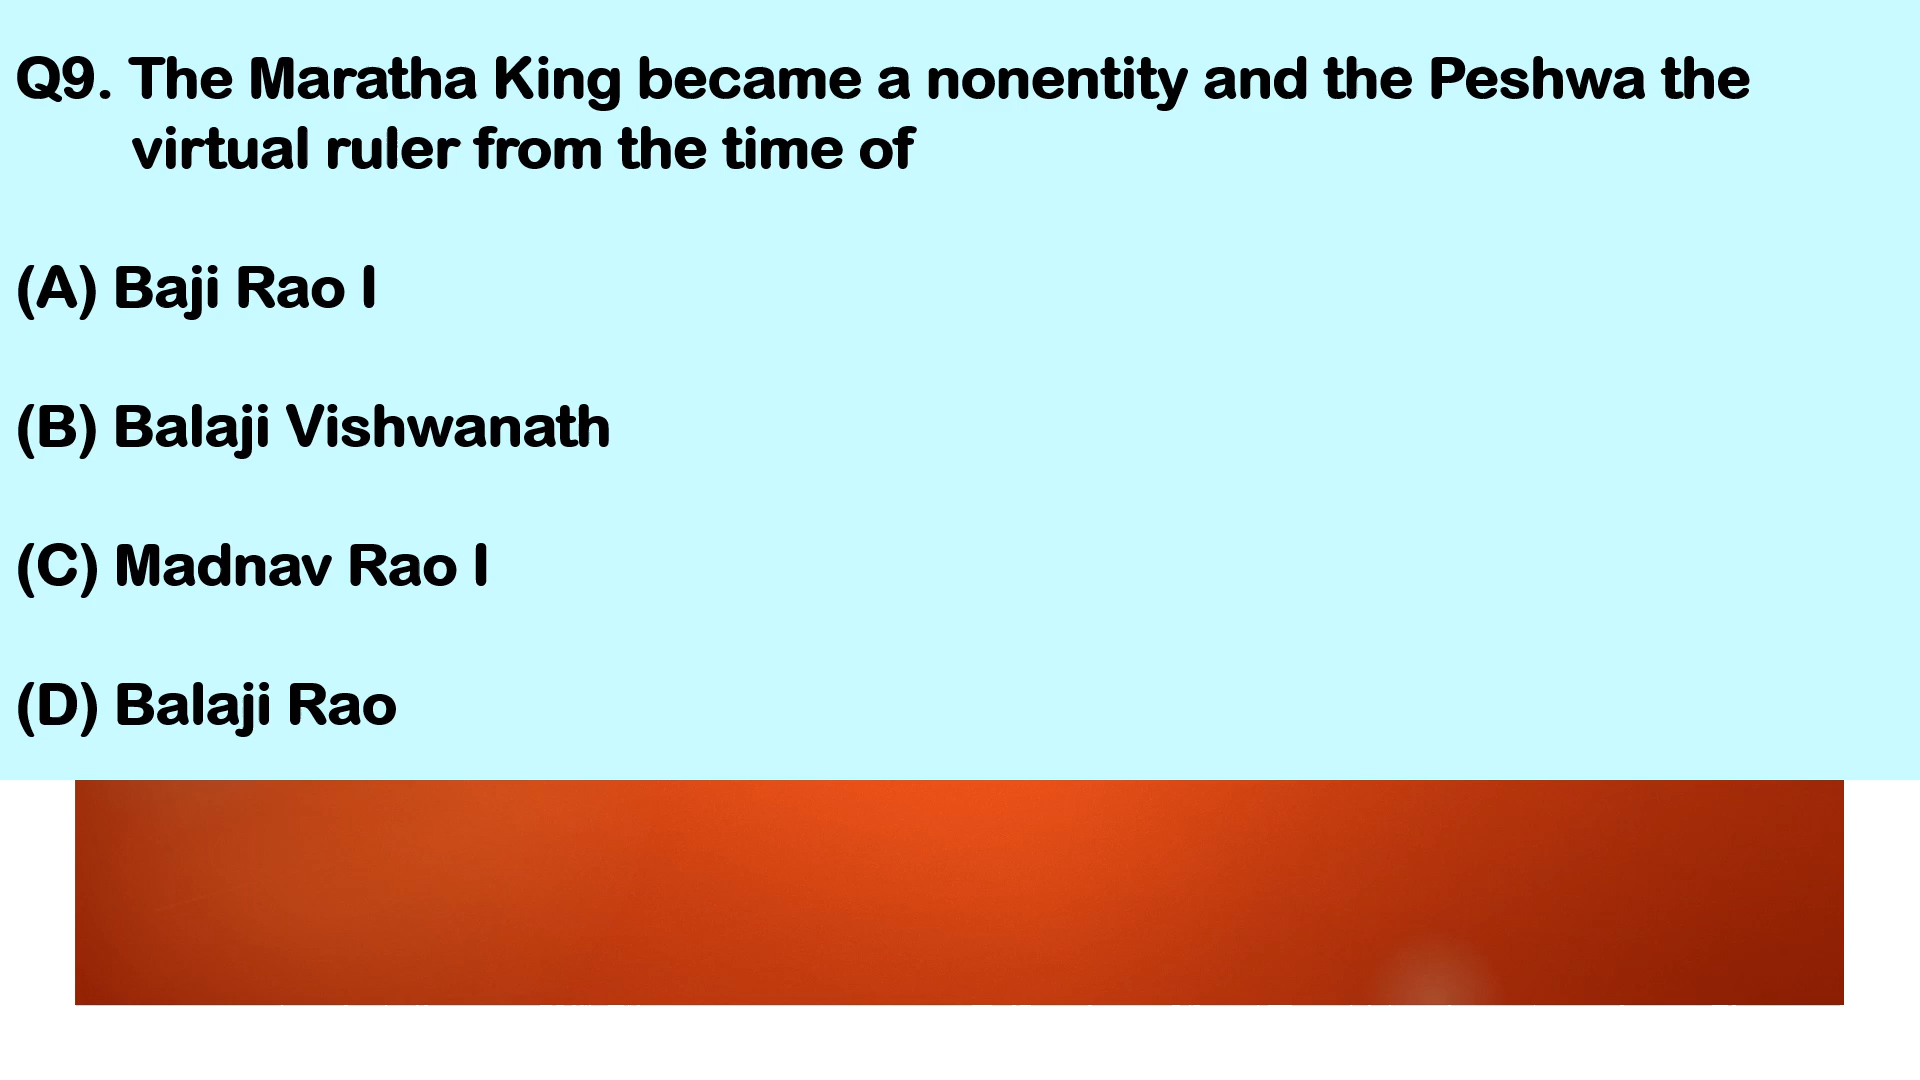 Q9. The Maratha King became a nonentity and the Peshwa the
virtual ruler from the time of
(A) Baji Rao I
(B) Balaji Vishwanath
(C) Madnav Rao I
(D) Balaji Rao